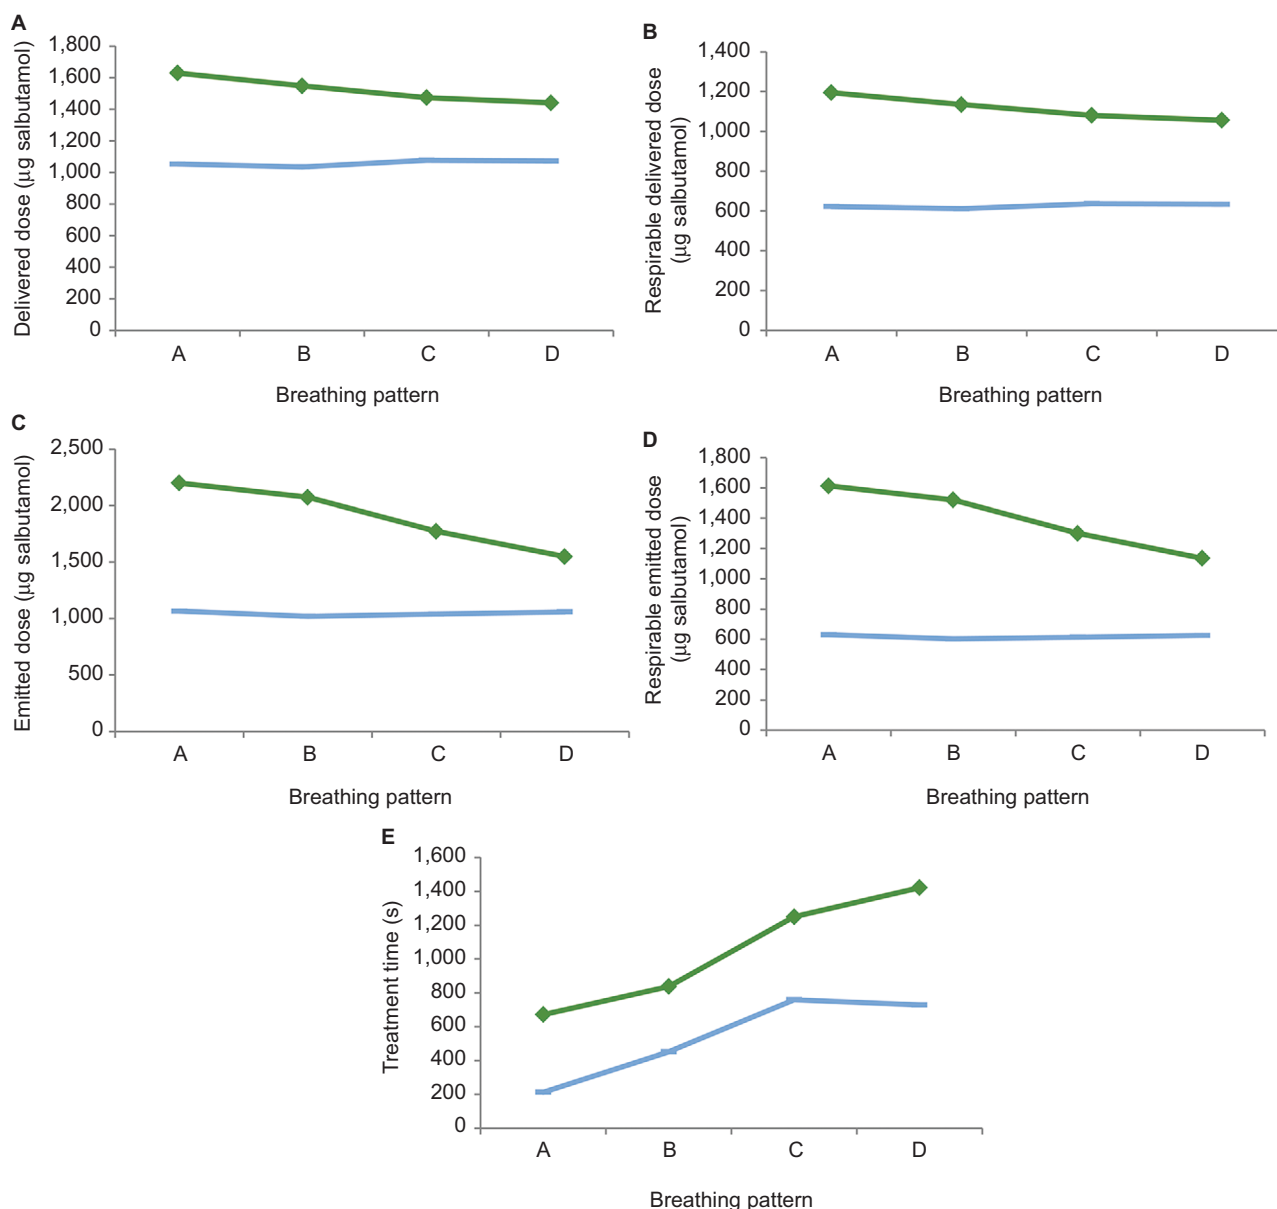 A
Delivered dose (µg salbutamol)
1,800
1,600
1,400
1,200
1,000
800
600
400
200
0
A B C D
Breathing pattern
B
Respirable delivered dose
(µg salbutamol)
1,400
1,200
1,000
800
600
400
200
0
A B C D
Breathing pattern
C
Emitted dose (µg salbutamol)
2,500
2,000
1,500
1,000
500
0
A B C D
Breathing pattern
D
Respirable emitted dose
(µg salbutamol)
1,800
1,600
1,400
1,200
1,000
800
600
400
200
0
A B C D
Breathing pattern
E
Treatment time (s)
1,600
1,400
1,200
1,000
800
600
400
200
0
A B C D
Breathing pattern